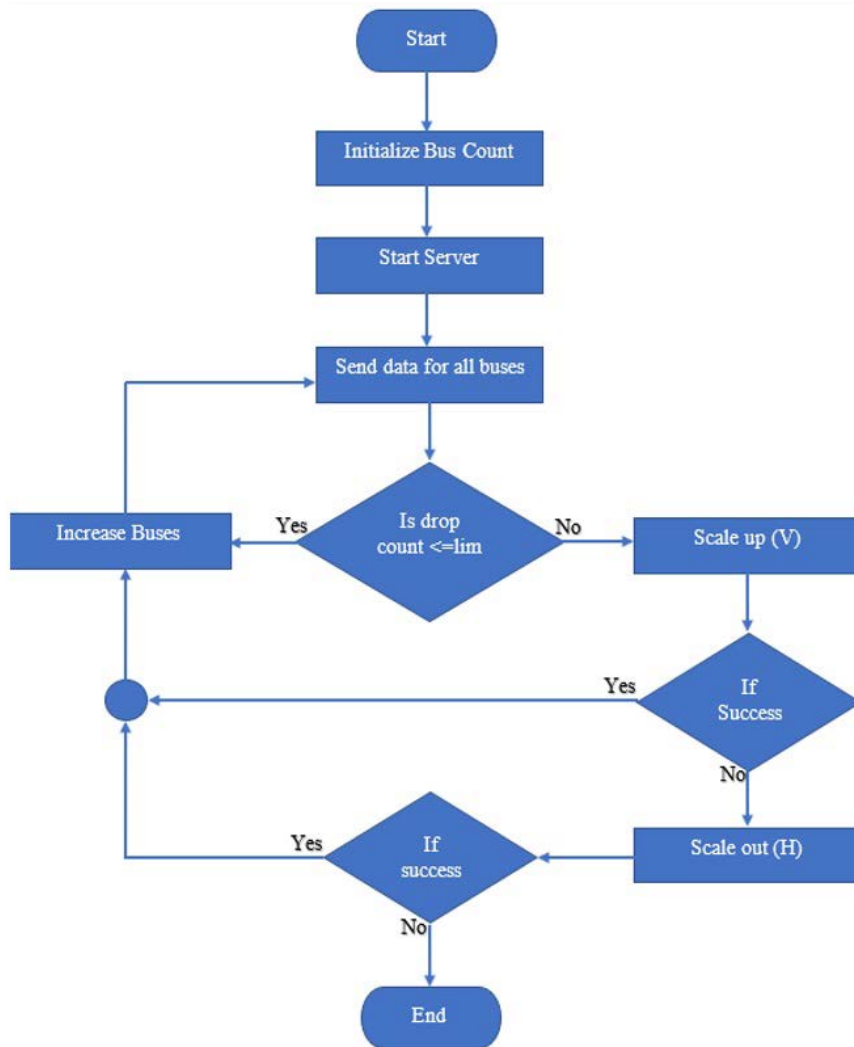 Start
Initialize Bus Count
Start Server
Send data for all buses
Is drop
count <=lim
Yes
No
Increase Buses
Scale up (V)
If
Success
Yes
No
Scale out (H)
If
success
Yes
No
End